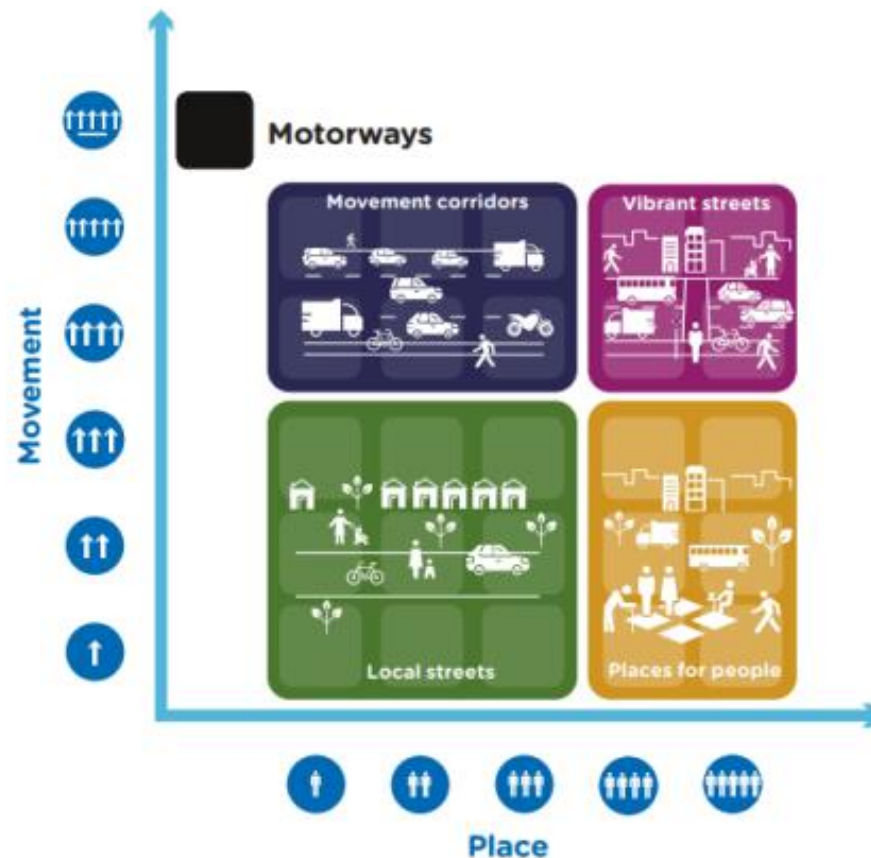 Motorways
Movement corridors
Vibrant streets
Movement
Local streets
Places for people
Place